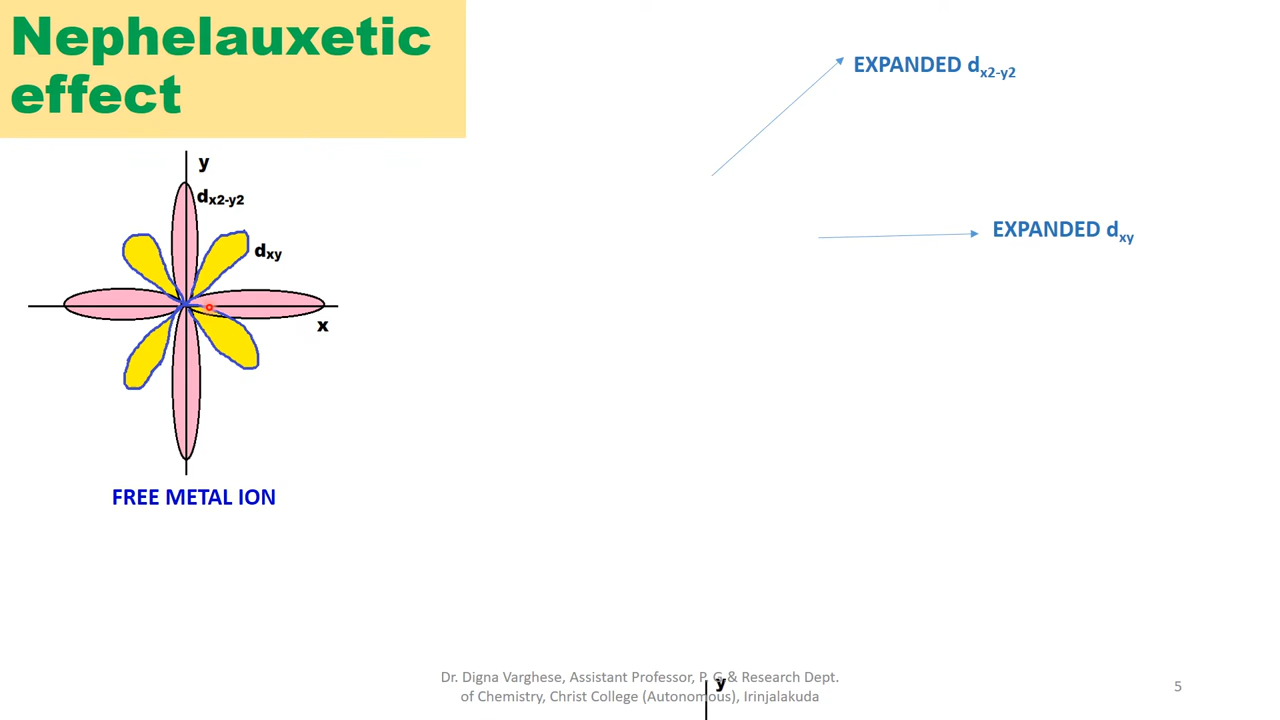 Nephelauxetic
effect
EXPANDED dx2-y2
y
dx2-y2
EXPANDED dxy
dxy
x
FREE METAL ION
Dr. Digna Varghese, Assistant Professor, P. G & Research Dept.
of Chemistry, Christ College (Autonomous), Irinjalakuda
y
5